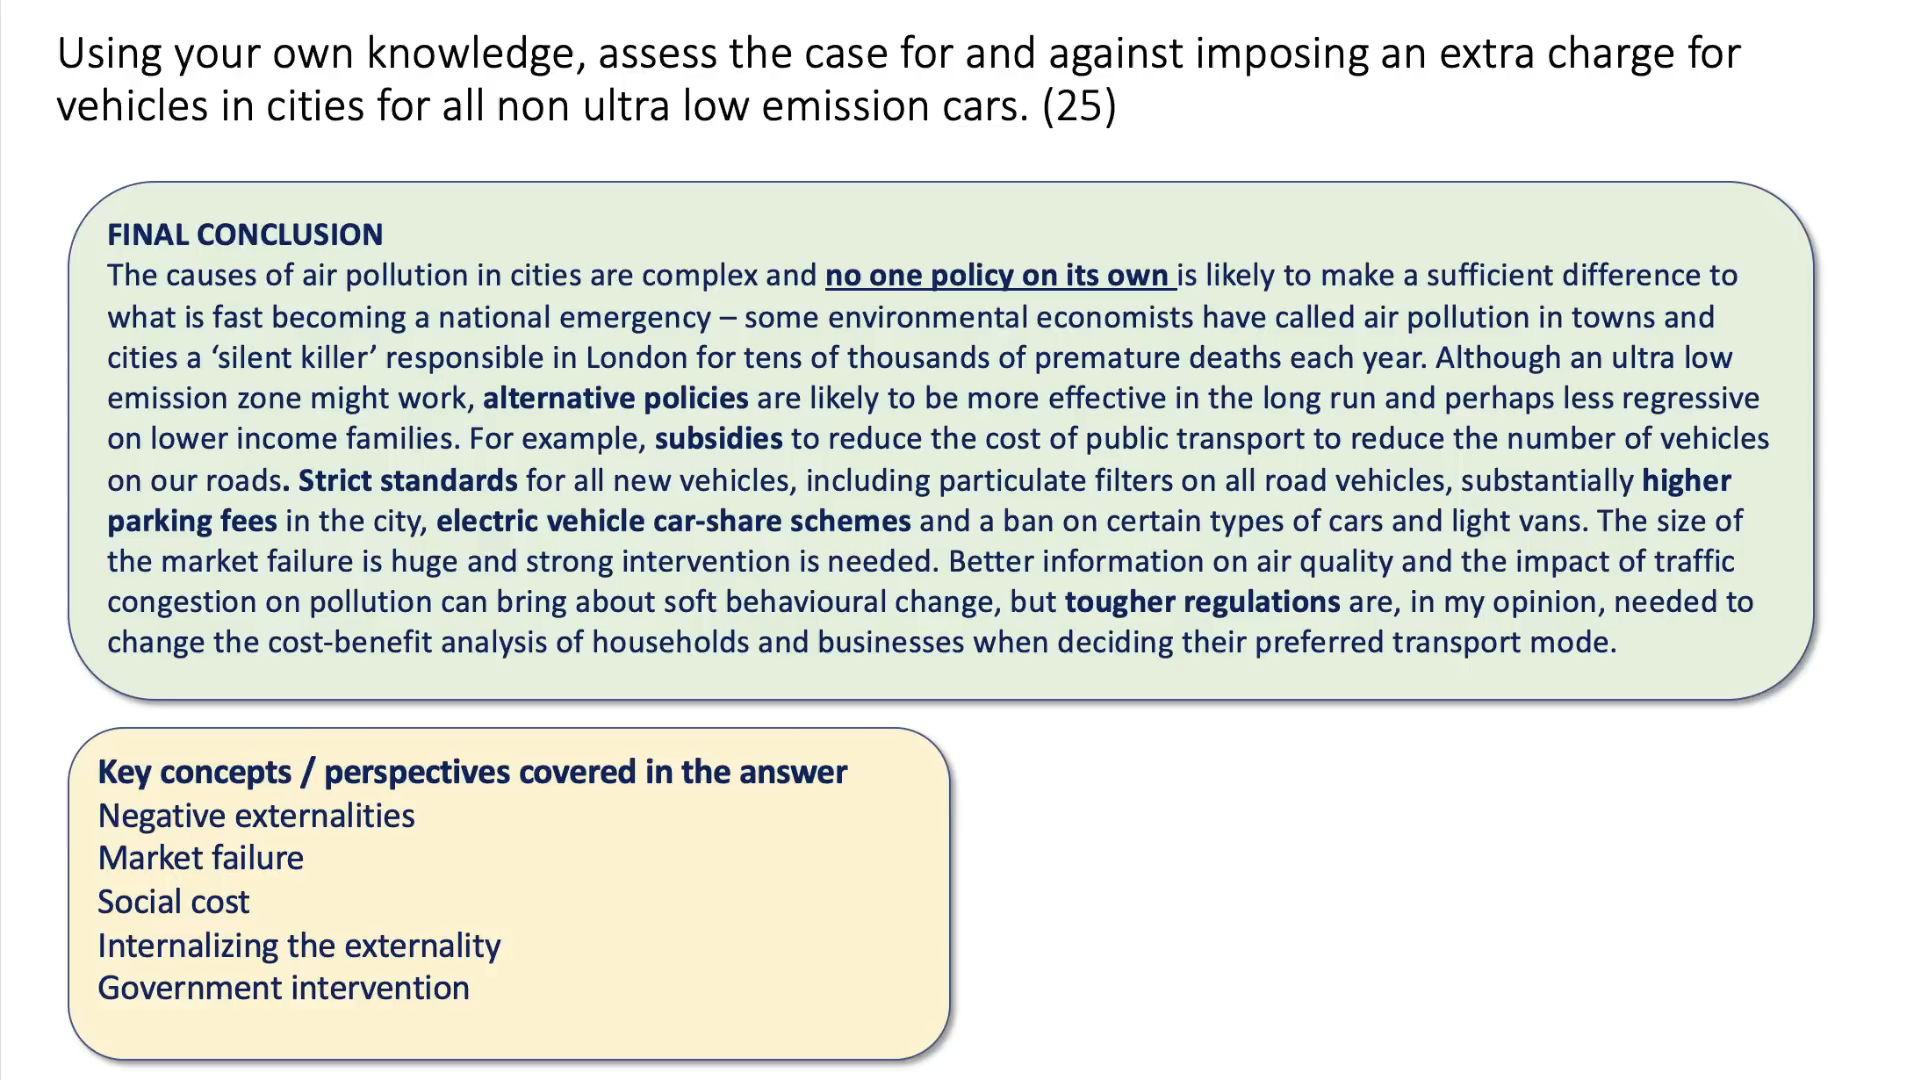 Using your own knowledge, assess the case for and against imposing an extra charge for
vehicles in cities for all non ultra low emission cars. (25)
FINAL CONCLUSION
The causes of air pollution in cities are complex and no one policy on its own is likely to make a sufficient difference to
what is fast becoming a national emergency – some environmental economists have called air pollution in towns and
cities a ‘silent killer’ responsible in London for tens of thousands of premature deaths each year. Although an ultra low
emission zone might work, alternative policies are likely to be more effective in the long run and perhaps less regressive
on lower income families. For example, subsidies to reduce the cost of public transport to reduce the number of vehicles
on our roads. Strict standards for all new vehicles, including particulate filters on all road vehicles, substantially higher
parking fees in the city, electric vehicle car-share schemes and a ban on certain types of cars and light vans. The size of
the market failure is huge and strong intervention is needed. Better information on air quality and the impact of traffic
congestion on pollution can bring about soft behavioural change, but tougher regulations are, in my opinion, needed to
change the cost-benefit analysis of households and businesses when deciding their preferred transport mode.
Key concepts / perspectives covered in the answer
Negative externalities
Market failure
Social cost
Internalizing the externality
Government intervention